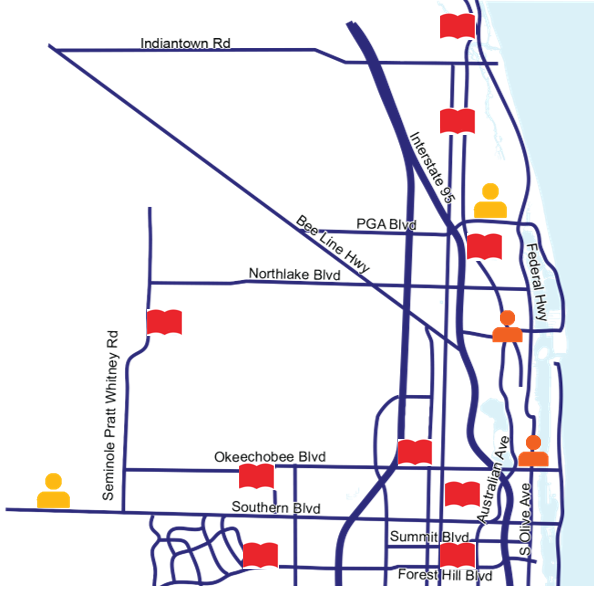 Indiantown Rd
Interstate 95
PGA Blvd
Bee Line Hwy
Northlake Blvd
Federal Hwy
Seminole Pratt Whitney Rd
Okeechobee Blvd
Australian Ave
Southern Blvd
S Olive Ave
Summit Blvd
Forest Hill Blvd